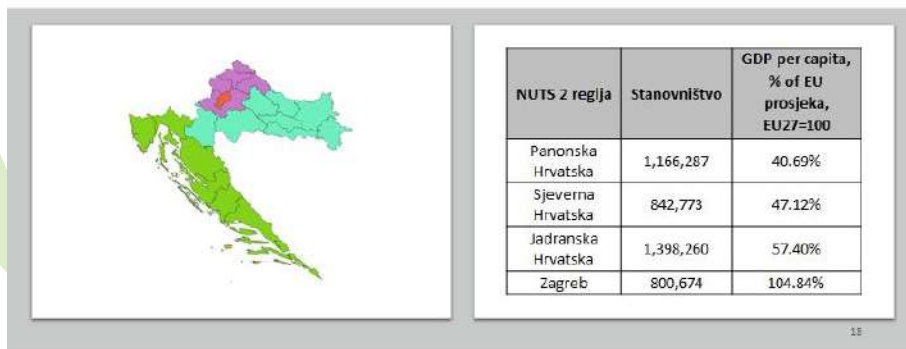 NUTS 2 regija
Stanovništvo
GDP per capita,
% of EU
prosjeka,
EU27=100
Panonska
Hrvatska
1,166,287
40.69%
Sjeverna
Hrvatska
842,773
47.12%
Jadranska
Hrvatska
1,398,260
57.40%
Zagreb
800,674
104.84%
18